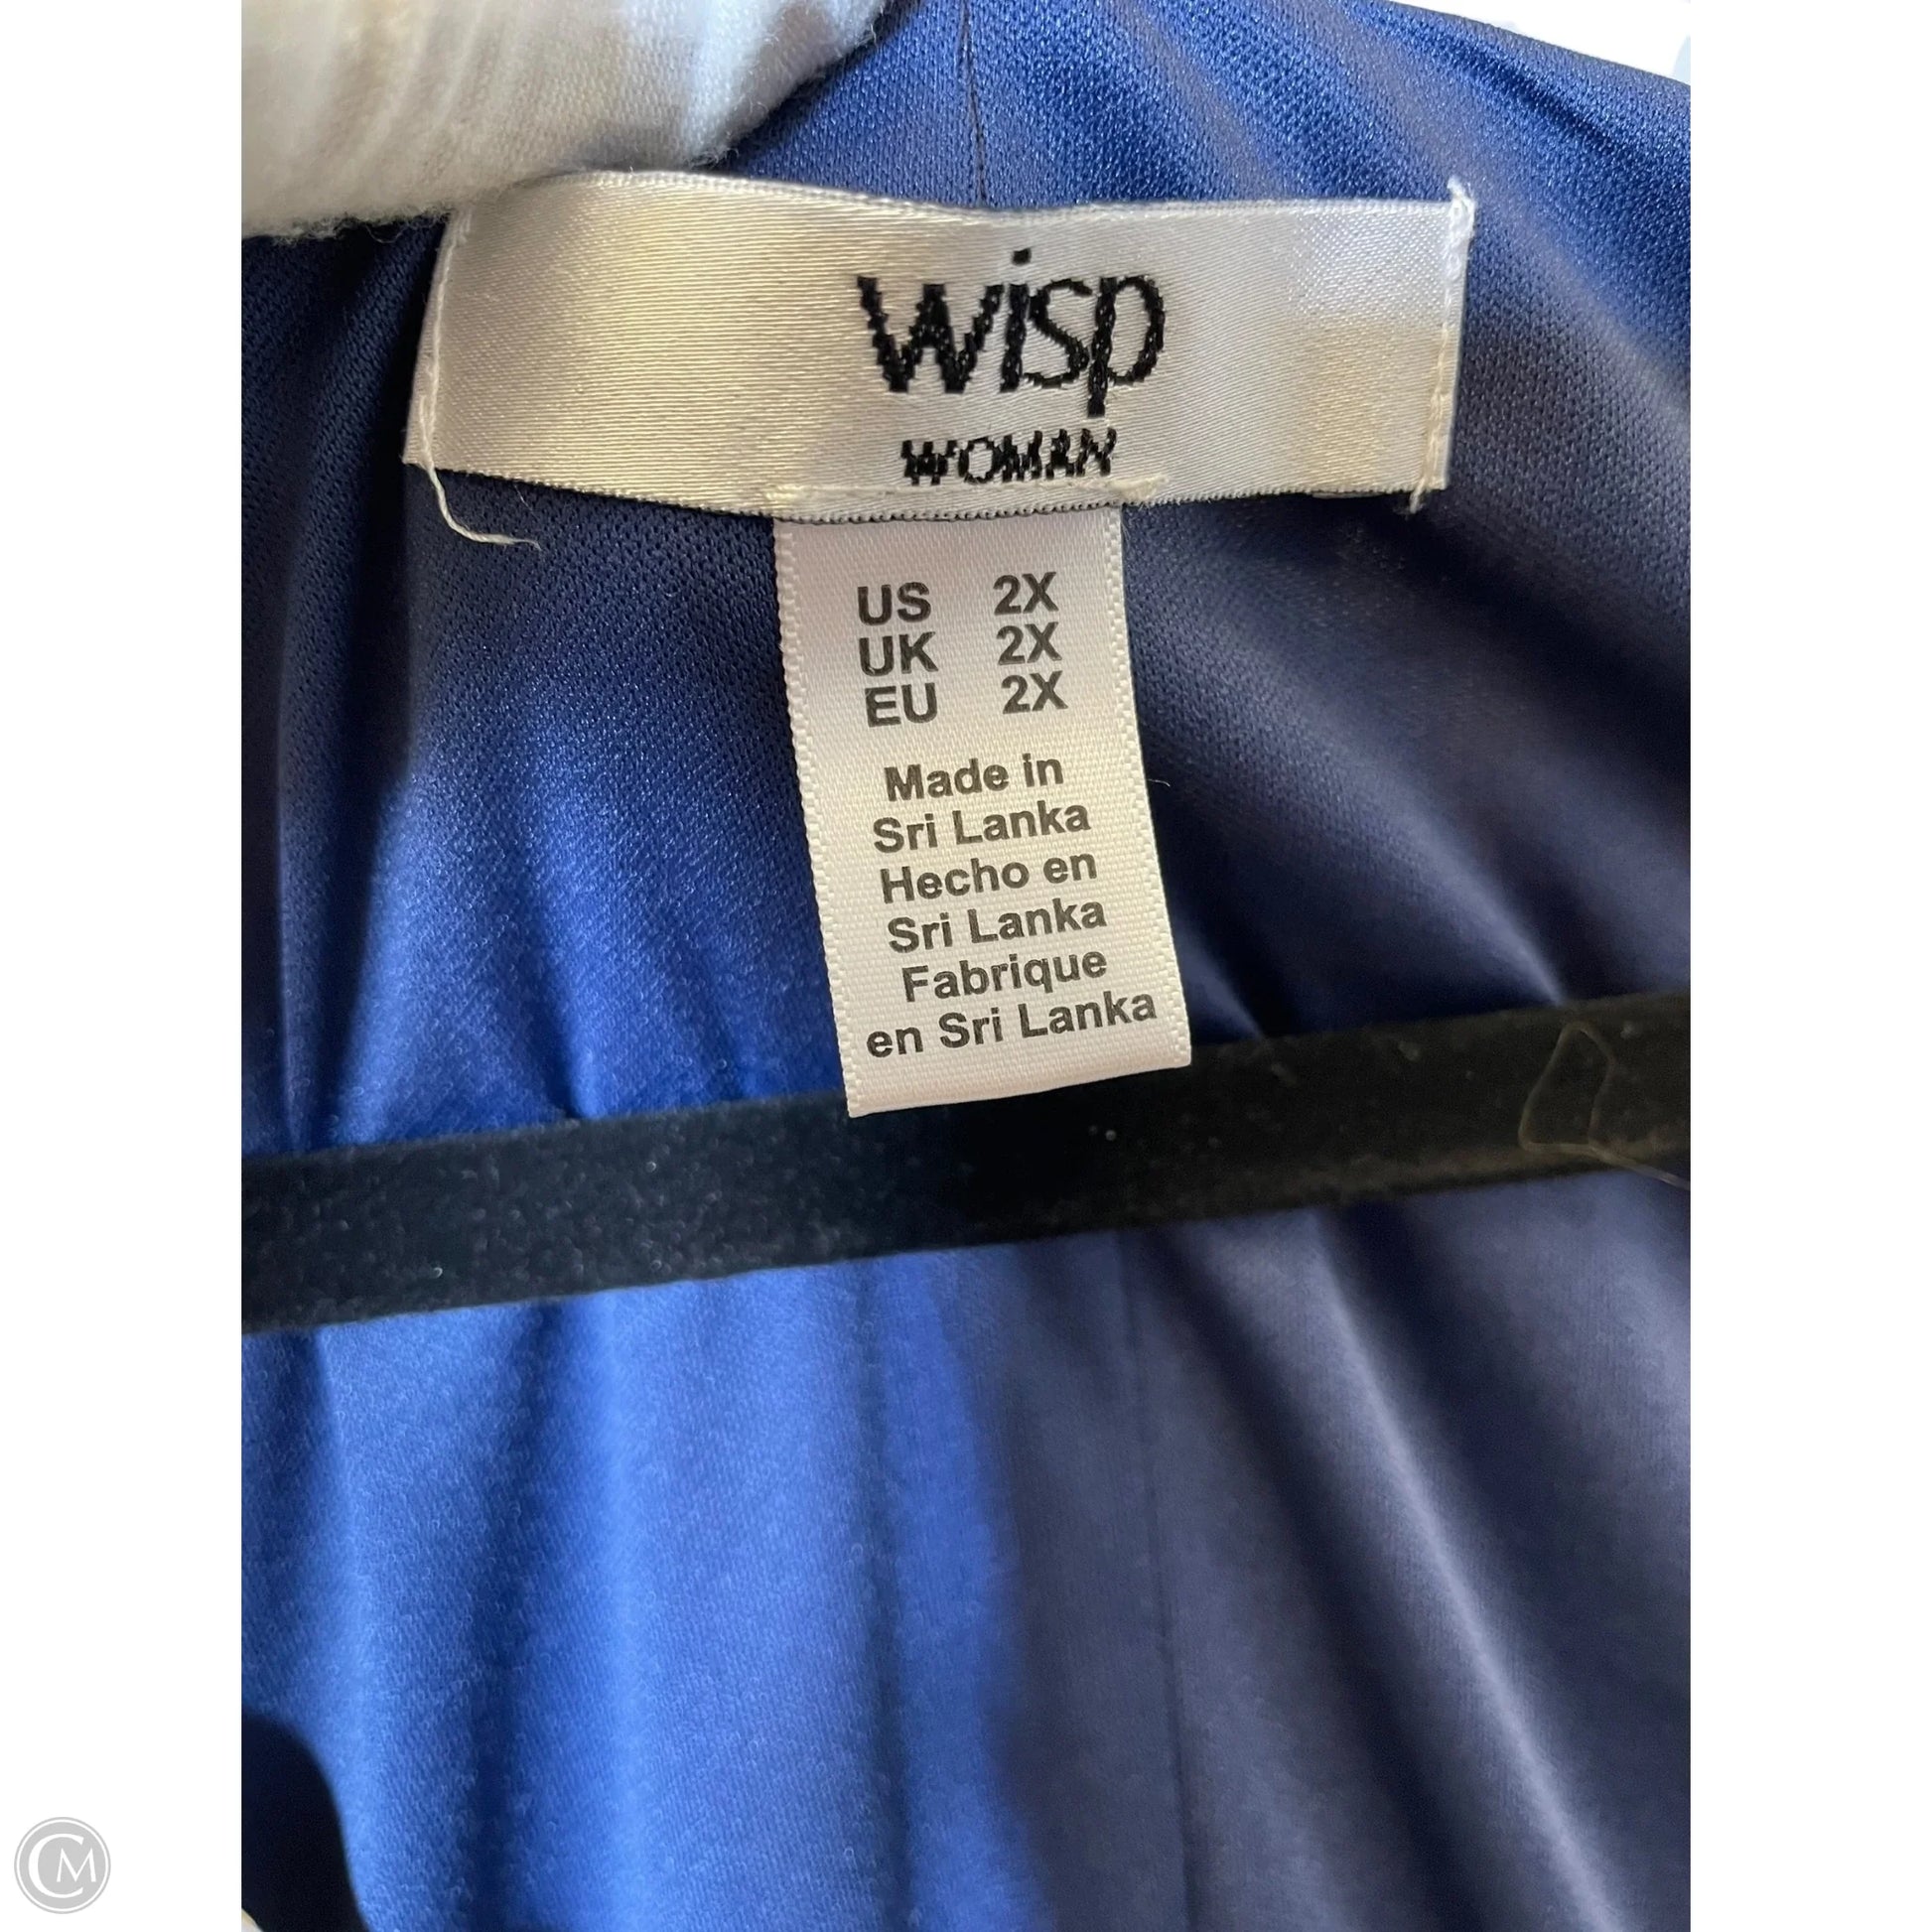 wisp
WOMAN
US 2X
UK 2X
EU 2X
Made in
Sri Lanka
Hecho en
Sri Lanka
Fabrique
en Sri Lanka
CM